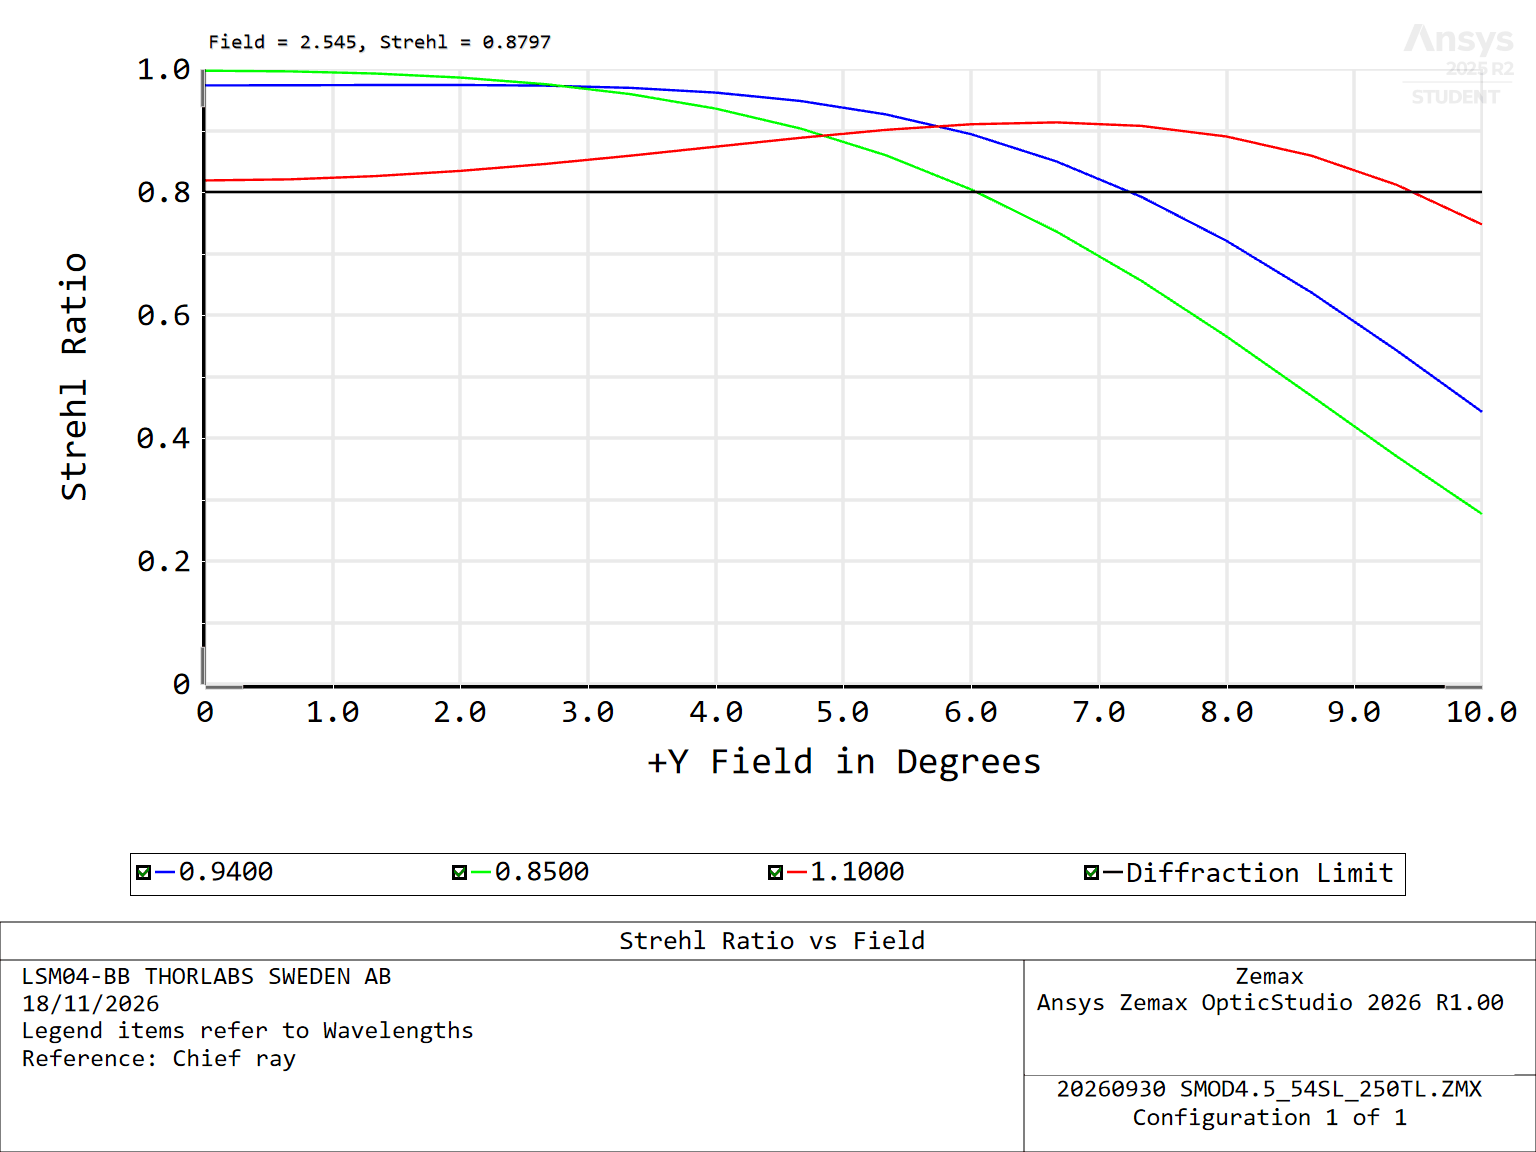 Field = 2.545, Strehl = 0.8797
Ansys
2025 R2
STUDENT
1.0
0.8
0.6
0.4
0.2
0
Strehl Ratio
0 1.0 2.0 3.0 4.0 5.0 6.0 7.0 8.0 9.0 10.0
+Y Field in Degrees
0.9400 0.8500 1.1000 Diffraction Limit
Strehl Ratio vs Field
LSM04-BB THORLABS SWEDEN AB
18/11/2026
Legend items refer to Wavelengths
Reference: Chief ray
Zemax
Ansys Zemax OpticStudio 2026 R1.00
20260930 SMOD4.5_54SL_250TL.ZMX
Configuration 1 of 1